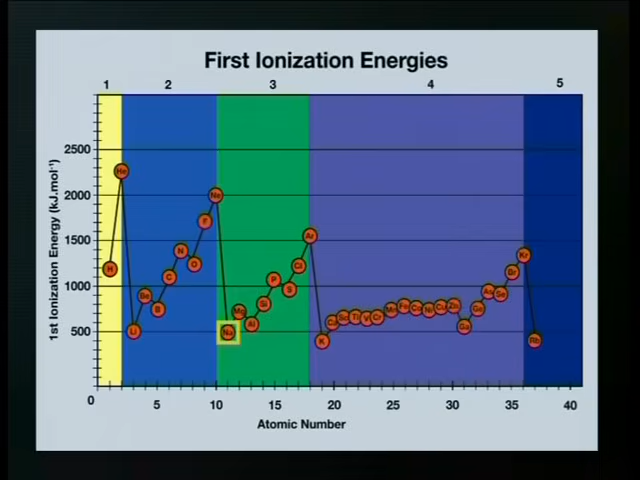 First Ionization Energies
1 2 3 4 5
1st Ionization Energy (kJ.mol⁻¹)
2500
2000
1500
1000
500
H He Li Be B C N O F Ne Na Mg Al Si P S Cl Ar K Ca Sc Ti V Cr Mn Fe Co Ni Cu Zn Ga Ge As Se Br Kr Rb
0 5 10 15 20 25 30 35 40
Atomic Number